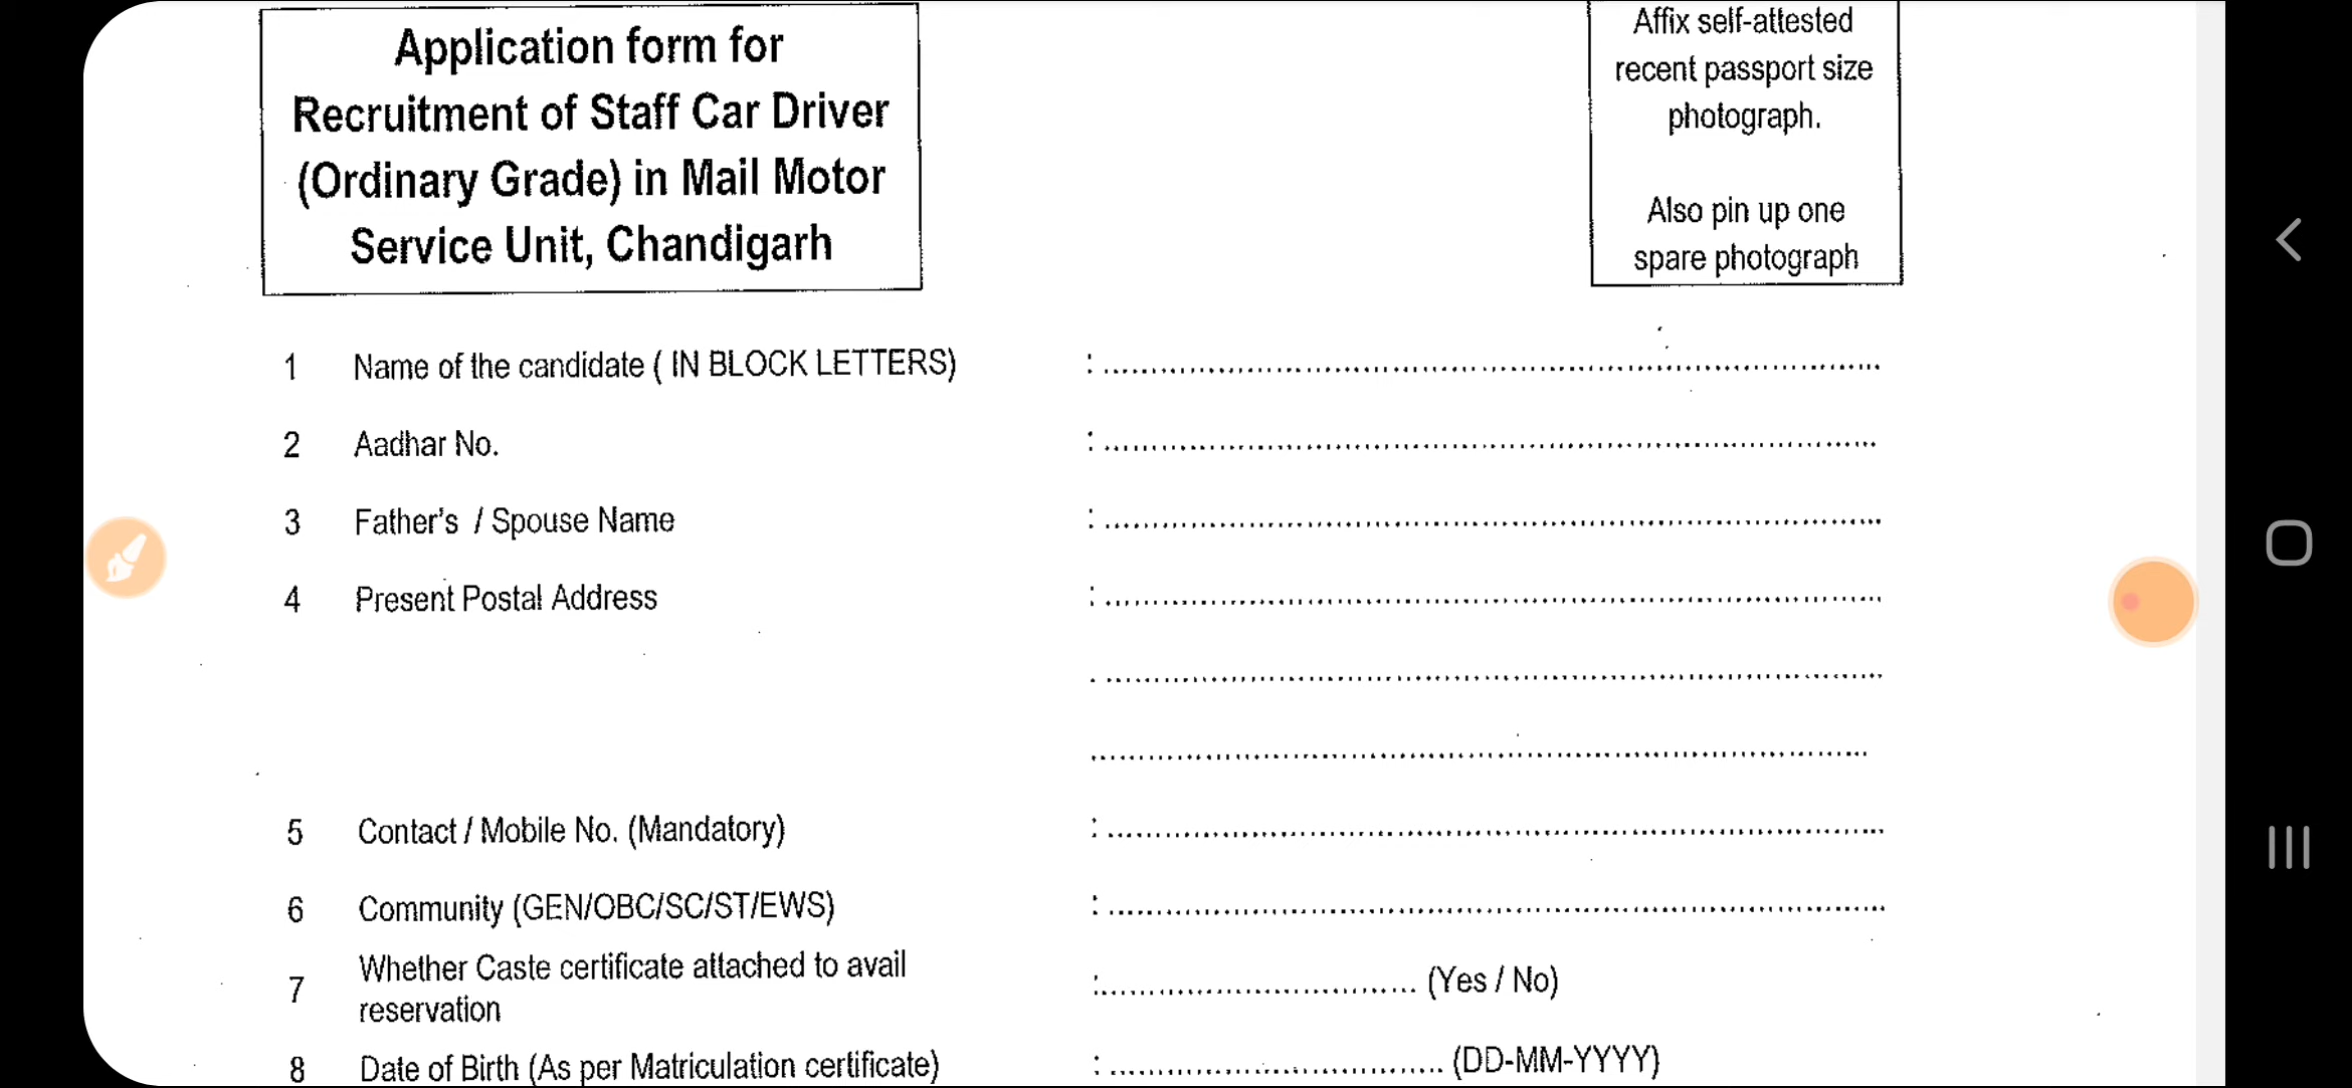 Application form for
Recruitment of Staff Car Driver
(Ordinary Grade) in Mail Motor
Service Unit, Chandigarh
Affix self-attested
recent passport size
photograph.
Also pin up one
spare photograph
1 Name of the candidate ( IN BLOCK LETTERS) :
2 Aadhar No. :
3 Father's / Spouse Name :
4 Present Postal Address :
5 Contact / Mobile No. (Mandatory) :
6 Community (GEN/OBC/SC/ST/EWS) :
7 Whether Caste certificate attached to avail
reservation : (Yes / No)
8 Date of Birth (As per Matriculation certificate) : (DD-MM-YYYY)